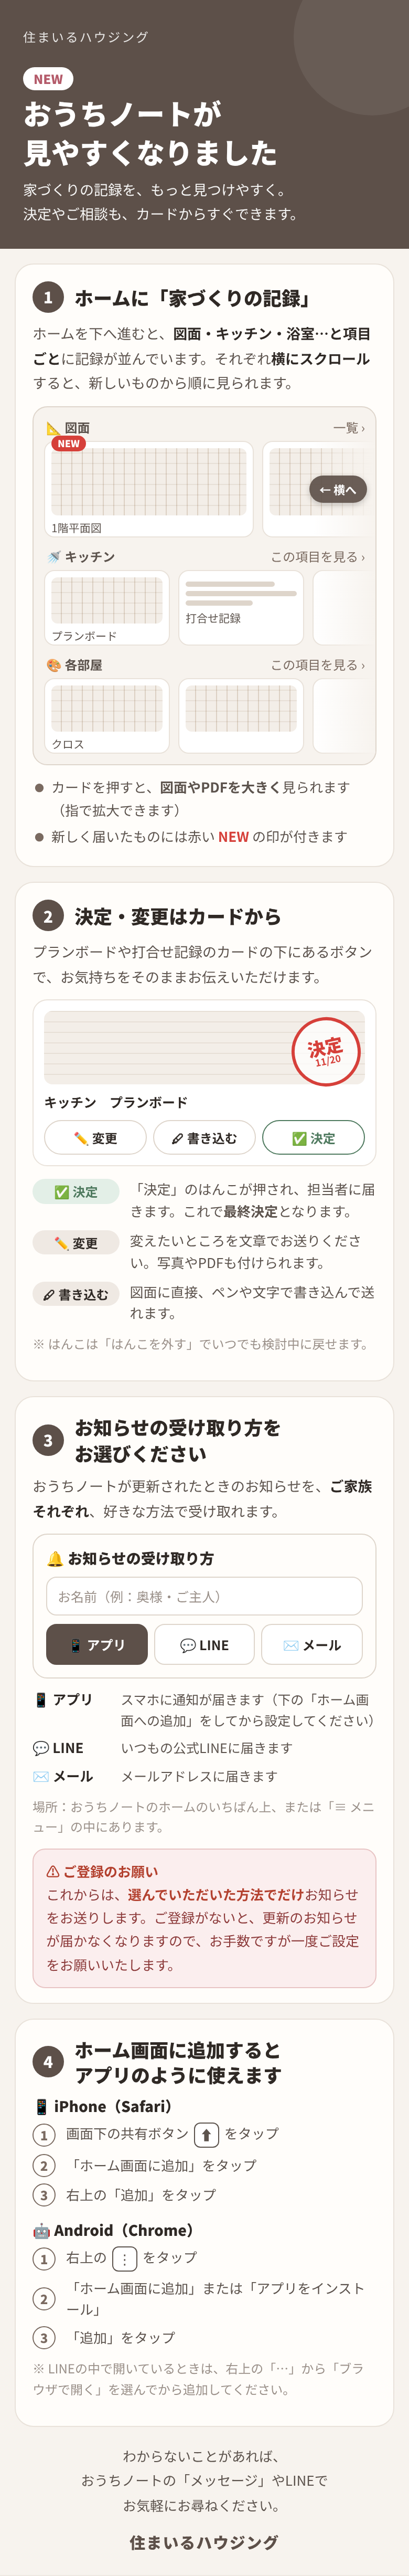 住まいるハウジング
NEW
おうちノートが
見やすくなりました
家づくりの記録を、もっと見つけやすく。
決定やご相談も、カードからすぐできます。
1 ホームに「家づくりの記録」
ホームを下へ進むと、図面・キッチン・浴室…と項目
ごとに記録が並んでいます。それぞれ横にスクロール
すると、新しいものから順に見られます。
📐 図面 一覧 ›
NEW
← 横へ
1階平面図
🚿 キッチン この項目を見る ›
打合せ記録
プランボード
🎨 各部屋 この項目を見る ›
クロス
● カードを押すと、図面やPDFを大きく見られます
（指で拡大できます）
● 新しく届いたものには赤い NEW の印が付きます
2 決定・変更はカードから
プランボードや打合せ記録のカードの下にあるボタン
で、お気持ちをそのままお伝えいただけます。
決定
11/20
キッチン　プランボード
✏️ 変更 🖊 書き込む ✅ 決定
✅ 決定 「決定」のはんこが押され、担当者に届
きます。これで最終決定となります。
✏️ 変更 変えたいところを文章でお送りくださ
い。写真やPDFも付けられます。
🖊 書き込む 図面に直接、ペンや文字で書き込んで送
れます。
※ はんこは「はんこを外す」でいつでも検討中に戻せます。
3 お知らせの受け取り方を
お選びください
おうちノートが更新されたときのお知らせを、ご家族
それぞれ、好きな方法で受け取れます。
🔔 お知らせの受け取り方
お名前（例：奥様・ご主人）
📱 アプリ 💬 LINE ✉️ メール
📱 アプリ スマホに通知が届きます（下の「ホーム画
面への追加」をしてから設定してください）
💬 LINE いつもの公式LINEに届きます
✉️ メール メールアドレスに届きます
場所：おうちノートのホームのいちばん上、または「≡ メニ
ュー」の中にあります。
⚠ ご登録のお願い
これからは、選んでいただいた方法でだけお知らせ
をお送りします。ご登録がないと、更新のお知らせ
が届かなくなりますので、お手数ですが一度ご設定
をお願いいたします。
4 ホーム画面に追加すると
アプリのように使えます
📱 iPhone（Safari）
1 画面下の共有ボタン ⬆ をタップ
2 「ホーム画面に追加」をタップ
3 右上の「追加」をタップ
🤖 Android（Chrome）
1 右上の ⋮ をタップ
2 「ホーム画面に追加」または「アプリをインスト
ール」
3 「追加」をタップ
※ LINEの中で開いているときは、右上の「…」から「ブラ
ウザで開く」を選んでから追加してください。
わからないことがあれば、
おうちノートの「メッセージ」やLINEで
お気軽にお尋ねください。
住まいるハウジング